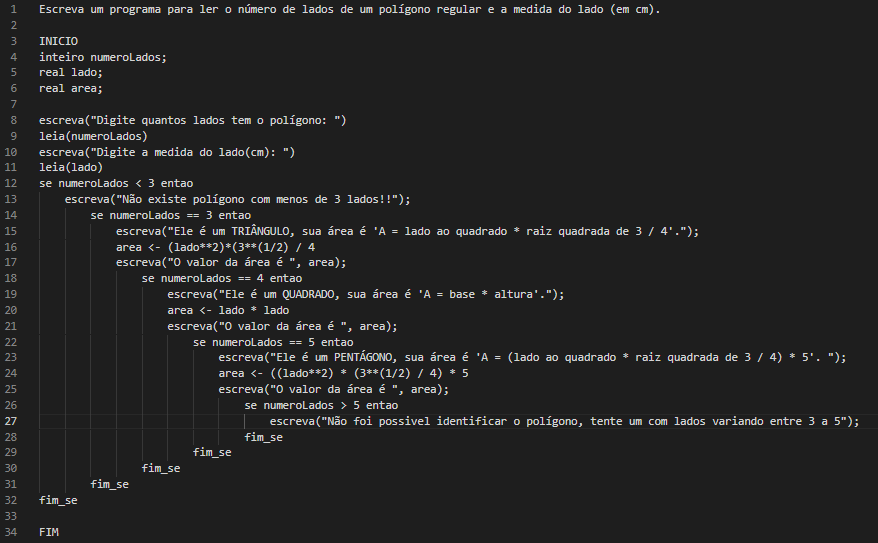 1 Escreva um programa para ler o número de lados de um polígono regular e a medida do lado (em cm).
2
3 INICIO
4 inteiro numeroLados;
5 real lado;
6 real area;
7
8 escreva("Digite quantos lados tem o polígono: ")
9 leia(numeroLados)
10 escreva("Digite a medida do lado(cm): ")
11 leia(lado)
12 se numeroLados < 3 entao
13 escreva("Não existe polígono com menos de 3 lados!!");
14 se numeroLados == 3 entao
15 escreva("Ele é um TRIÂNGULO, sua área é 'A = lado ao quadrado * raiz quadrada de 3 / 4'.");
16 area <- (lado**2)*(3**(1/2) / 4
17 escreva("O valor da área é ", area);
18 se numeroLados == 4 entao
19 escreva("Ele é um QUADRADO, sua área é 'A = base * altura'.");
20 area <- lado * lado
21 escreva("O valor da área é ", area);
22 se numeroLados == 5 entao
23 escreva("Ele é um PENTÁGONO, sua área é 'A = (lado ao quadrado * raiz quadrada de 3 / 4) * 5'. ");
24 area <- ((lado**2) * (3**(1/2) / 4) * 5
25 escreva("O valor da área é ", area);
26 se numeroLados > 5 entao
27 escreva("Não foi possivel identificar o polígono, tente um com lados variando entre 3 a 5");
28 fim_se
29 fim_se
30 fim_se
31 fim_se
32 fim_se
33
34 FIM